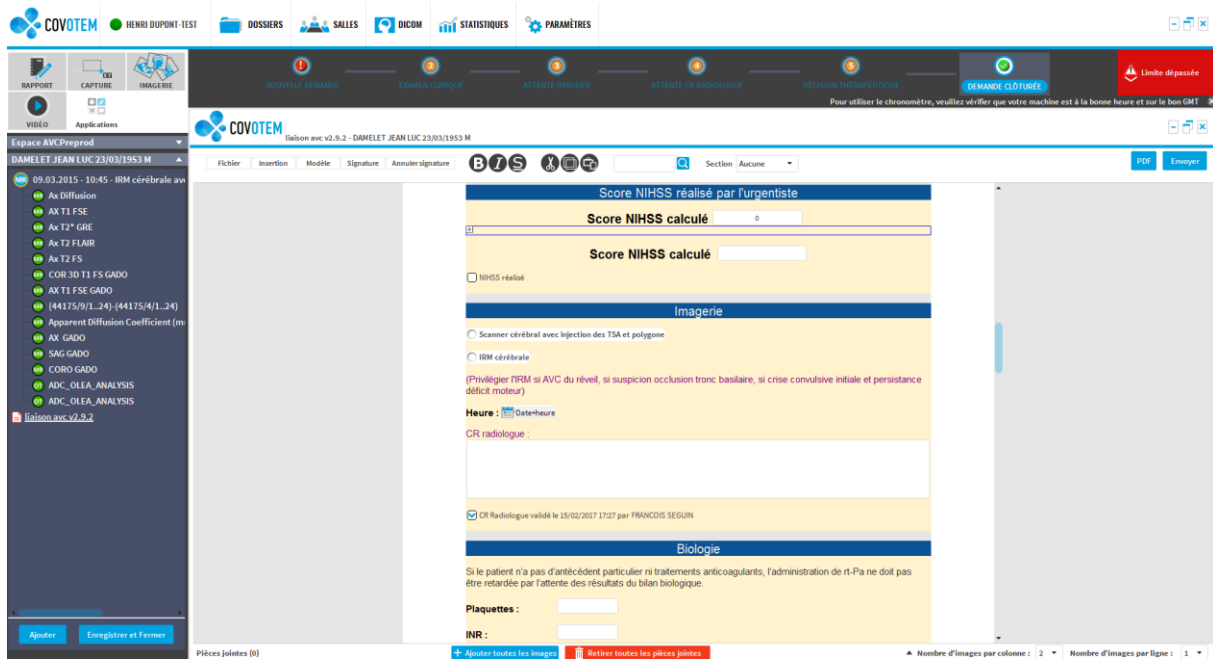 COVOTEM
HENRI DUPONT-TEST
DOSSIERS
SALLES
DICOM
STATISTIQUES
PARAMÈTRES
RAPPORT
CAPTURE
IMAGERIE
VIDÉO
Applications
NOUVELLE DEMANDE
2
EXAMEN CLINIQUE
3
ATTENTE IMAGERIE
4
ATTENTE CR RADIOLOGUE
5
DÉCISION THÉRAPEUTIQUE
DEMANDE CLÔTURÉE
Limite dépassée
Pour utiliser le chronomètre, veuillez vérifier que votre machine est à la bonne heure et sur le bon GMT
Espace AVCPreprod
DAMELET JEAN LUC 23/03/1953 M
09.03.2015 - 10:45 - IRM cérébrale av
Ax Diffusion
AX T1 FSE
Ax T2* GRE
Ax T2 FLAIR
Ax T2 FS
COR 3D T1 FS GADO
AX T1 FSE GADO
(44175/9/1..24)-(44175/4/1..24)
Apparent Diffusion Coefficient (m
AX GADO
SAG GADO
CORO GADO
ADC_OLEA_ANALYSIS
ADC_OLEA_ANALYSIS
liaison avc v2.9.2
Ajouter
Enregistrer et Fermer
COVOTEM
liaison avc v2.9.2 - DAMELET JEAN LUC 23/03/1953 M
Fichier
Insertion
Modèle
Signature
Annuler signature
B I S
Section Aucune
PDF
Envoyer
Score NIHSS réalisé par l'urgentiste
Score NIHSS calculé 0
Score NIHSS calculé
NIHSS réalisé
Imagerie
Scanner cérébral avec injection des TSA et polygone
IRM cérébrale
(Privilégier l'IRM si AVC du réveil, si suspicion occlusion tronc basilaire, si crise convulsive initiale et persistance
déficit moteur)
Heure : Date+heure
CR radiologue :
CR Radiologue validé le 15/02/2017 17:27 par FRANCOIS SEGUIN
Biologie
Si le patient n'a pas d'antécédent particulier ni traitements anticoagulants, l'administration de rt-Pa ne doit pas
être retardée par l'attente des résultats du bilan biologique.
Plaquettes :
INR :
Pièces jointes (0)
+ Ajouter toutes les images
Retirer toutes les pièces jointes
Nombre d'images par colonne : 2
Nombre d'images par ligne : 1